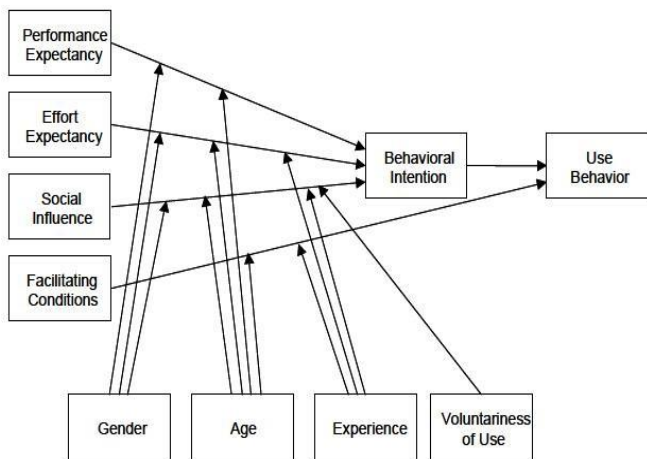 Performance
Expectancy
Effort
Expectancy
Social
Influence
Facilitating
Conditions
Behavioral
Intention
Use
Behavior
Gender
Age
Experience
Voluntariness
of Use